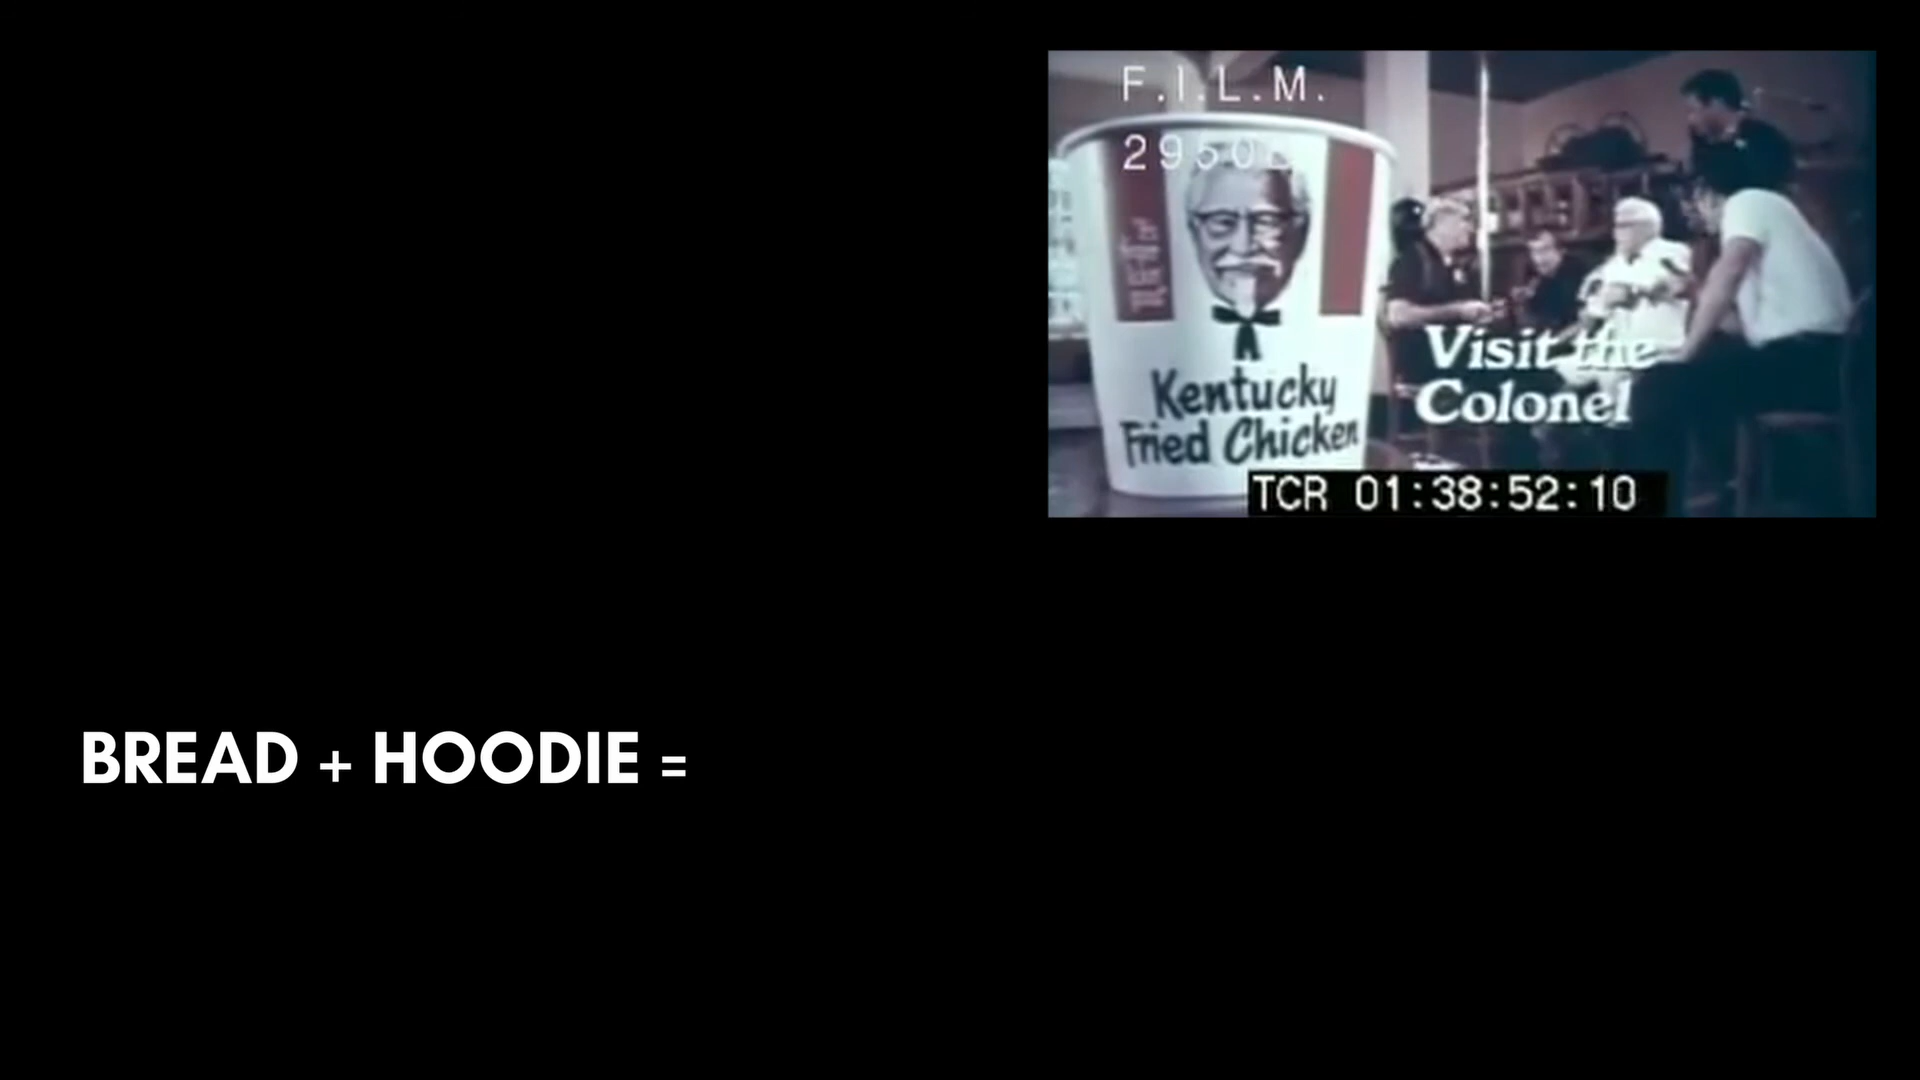 F.I.L.M.
Kentucky
Fried Chicken
Visit the
Colonel
TCR 01:38:52:10
BREAD + HOODIE =